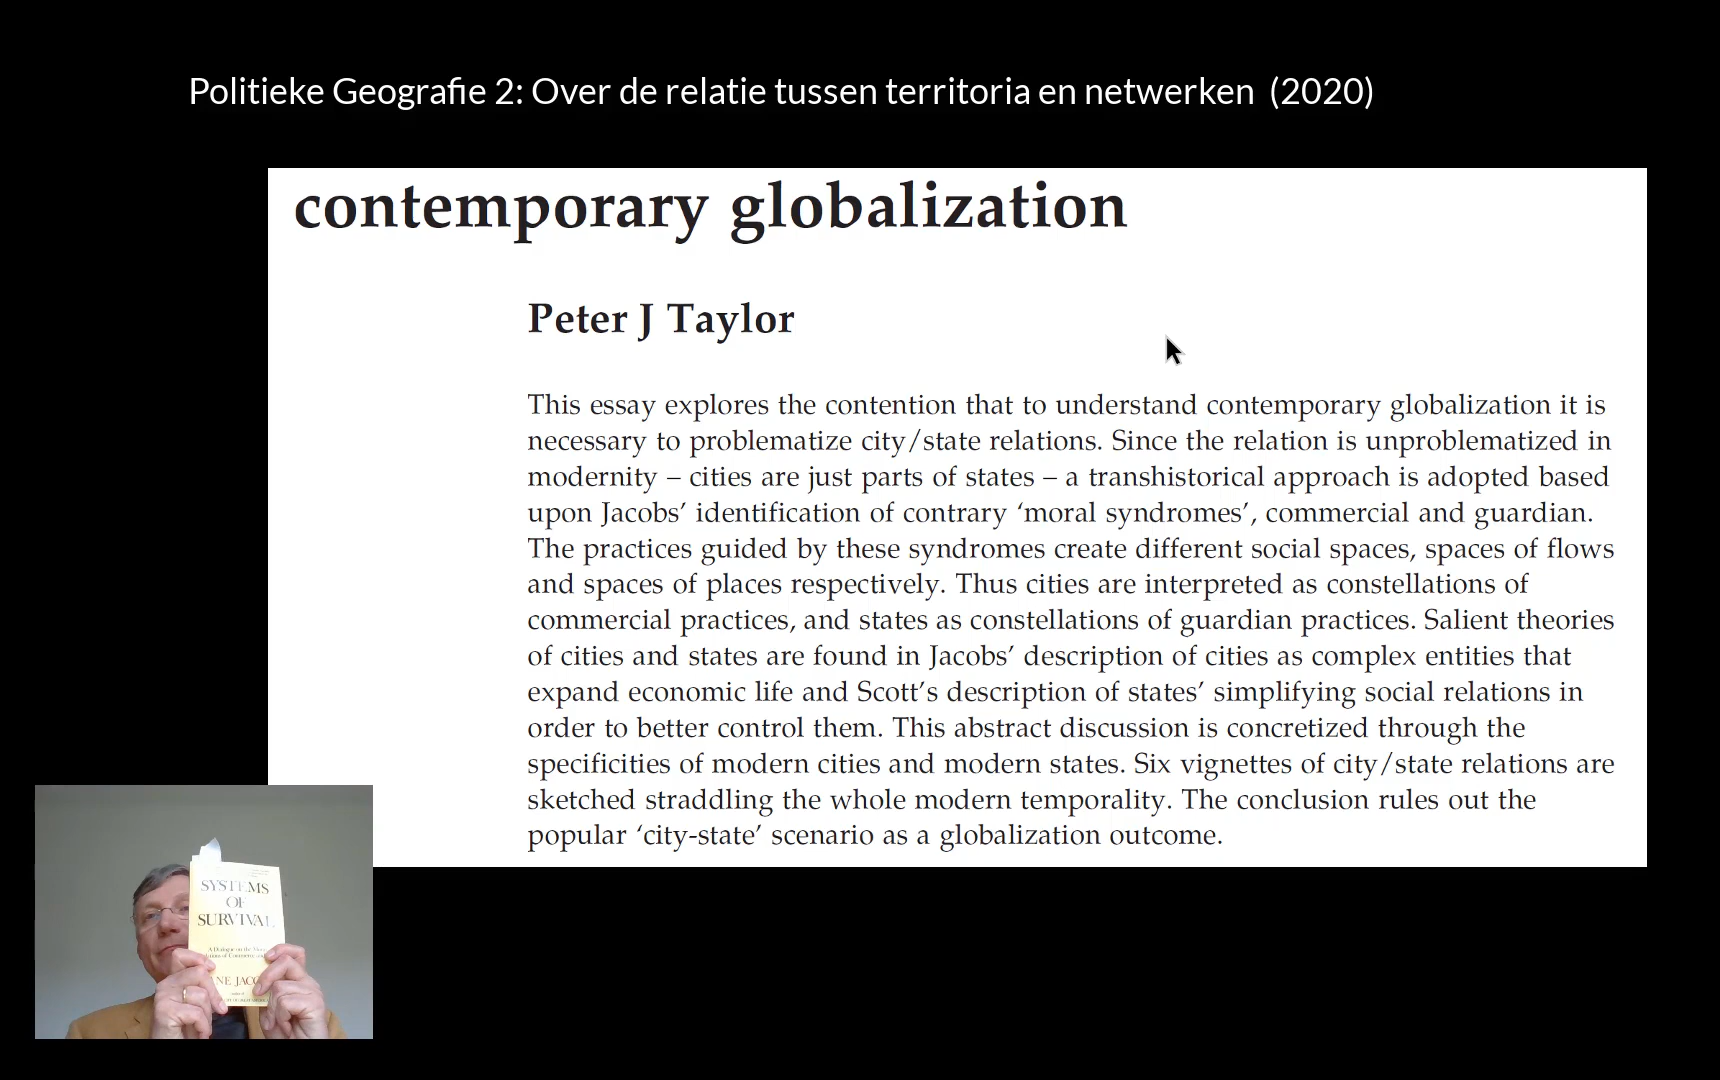 Politieke Geografie 2: Over de relatie tussen territoria en netwerken (2020)
contemporary globalization
Peter J Taylor
This essay explores the contention that to understand contemporary globalization it is
necessary to problematize city/state relations. Since the relation is unproblematized in
modernity – cities are just parts of states – a transhistorical approach is adopted based
upon Jacobs’ identification of contrary ‘moral syndromes’, commercial and guardian.
The practices guided by these syndromes create different social spaces, spaces of flows
and spaces of places respectively. Thus cities are interpreted as constellations of
commercial practices, and states as constellations of guardian practices. Salient theories
of cities and states are found in Jacobs’ description of cities as complex entities that
expand economic life and Scott’s description of states’ simplifying social relations in
order to better control them. This abstract discussion is concretized through the
specificities of modern cities and modern states. Six vignettes of city/state relations are
sketched straddling the whole modern temporality. The conclusion rules out the
popular ‘city-state’ scenario as a globalization outcome.
SYSTEMS
OF
SURVIVAL
A Dialogue on the
of Commerce